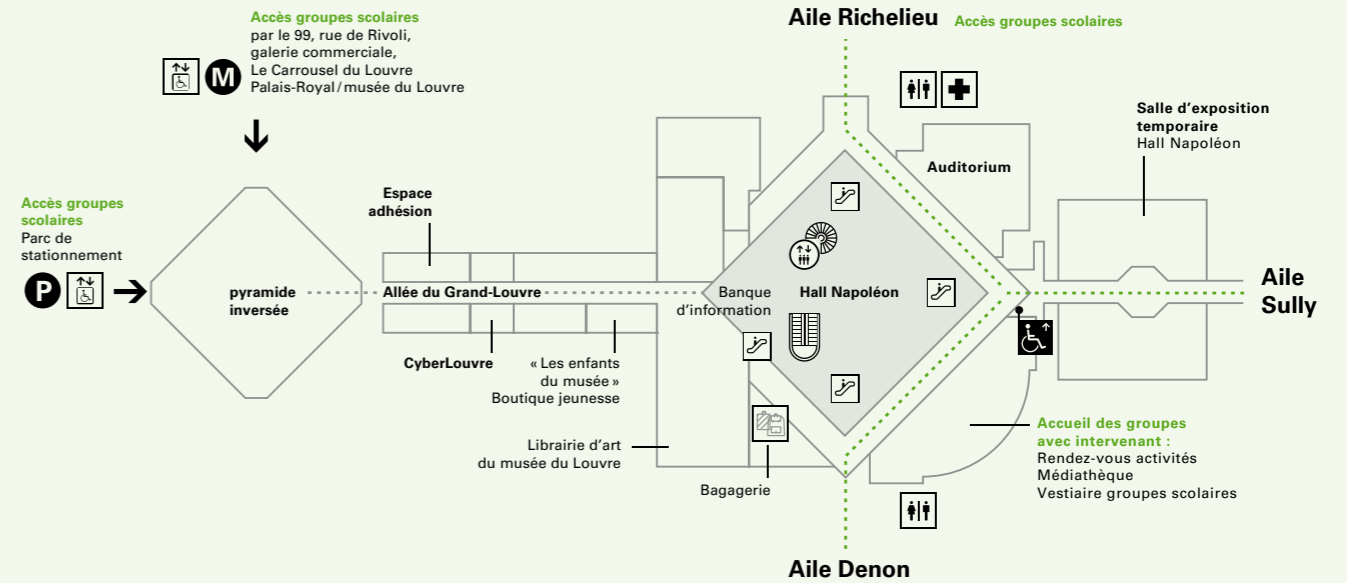 Accès groupes scolaires
par le 99, rue de Rivoli,
galerie commerciale,
Le Carrousel du Louvre
Palais-Royal / musée du Louvre
M
Aile Richelieu
Accès groupes scolaires
Salle d'exposition
temporaire
Hall Napoléon
Auditorium
Accès groupes
scolaires
Parc de
stationnement
P
Espace
adhésion
pyramide
inversée
Allée du Grand-Louvre
Banque
d'information
Hall Napoléon
Aile
Sully
CyberLouvre
« Les enfants
du musée »
Boutique jeunesse
Librairie d'art
du musée du Louvre
Bagagerie
Accueil des groupes
avec intervenant :
Rendez-vous activités
Médiathèque
Vestiaire groupes scolaires
Aile Denon